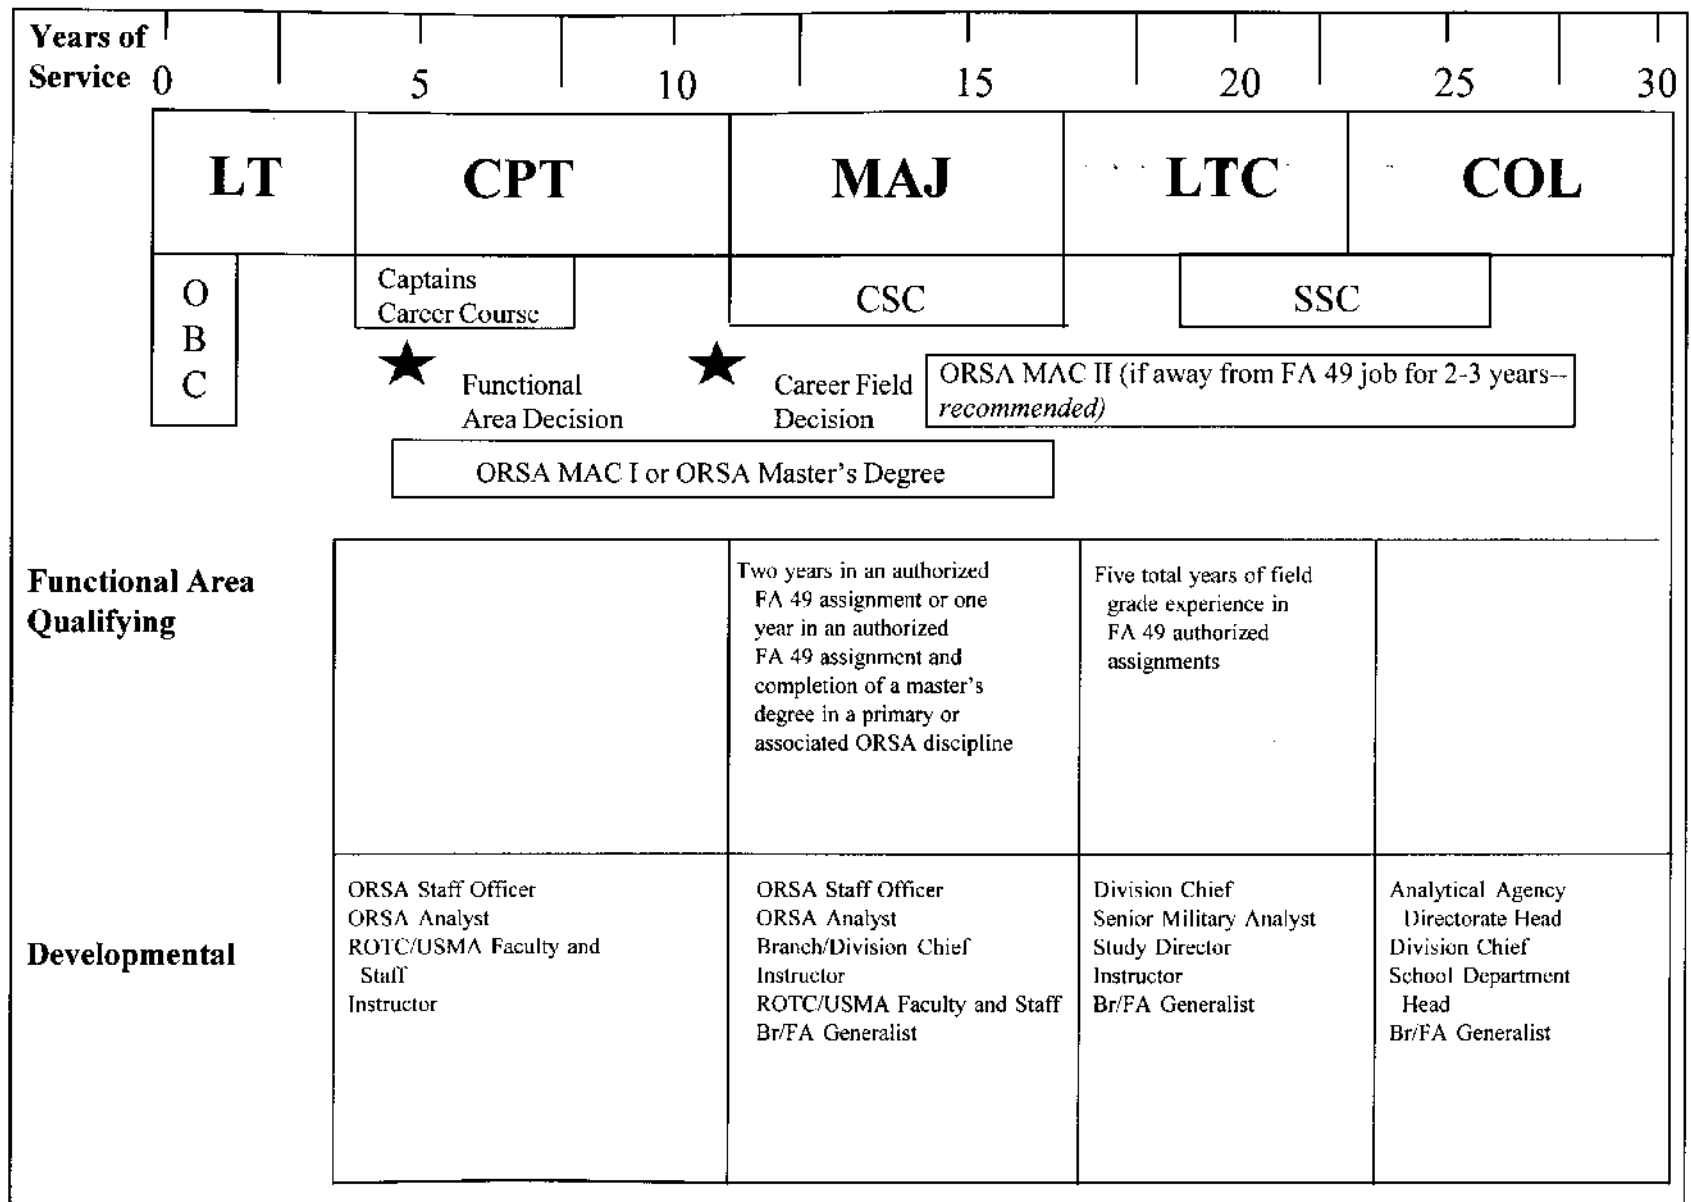 Years of
Service 0 5 10 15 20 25 30
LT CPT MAJ LTC COL
O
B
C
Captains
Career Course
CSC
SSC
Functional
Area Decision
Career Field
Decision
ORSA MAC II (if away from FA 49 job for 2-3 years--
recommended)
ORSA MAC I or ORSA Master's Degree
Functional Area
Qualifying
Two years in an authorized
FA 49 assignment or one
year in an authorized
FA 49 assignment and
completion of a master's
degree in a primary or
associated ORSA discipline
Five total years of field
grade experience in
FA 49 authorized
assignments
Developmental
ORSA Staff Officer
ORSA Analyst
ROTC/USMA Faculty and
Staff
Instructor
ORSA Staff Officer
ORSA Analyst
Branch/Division Chief
Instructor
ROTC/USMA Faculty and Staff
Br/FA Generalist
Division Chief
Senior Military Analyst
Study Director
Instructor
Br/FA Generalist
Analytical Agency
Directorate Head
Division Chief
School Department
Head
Br/FA Generalist